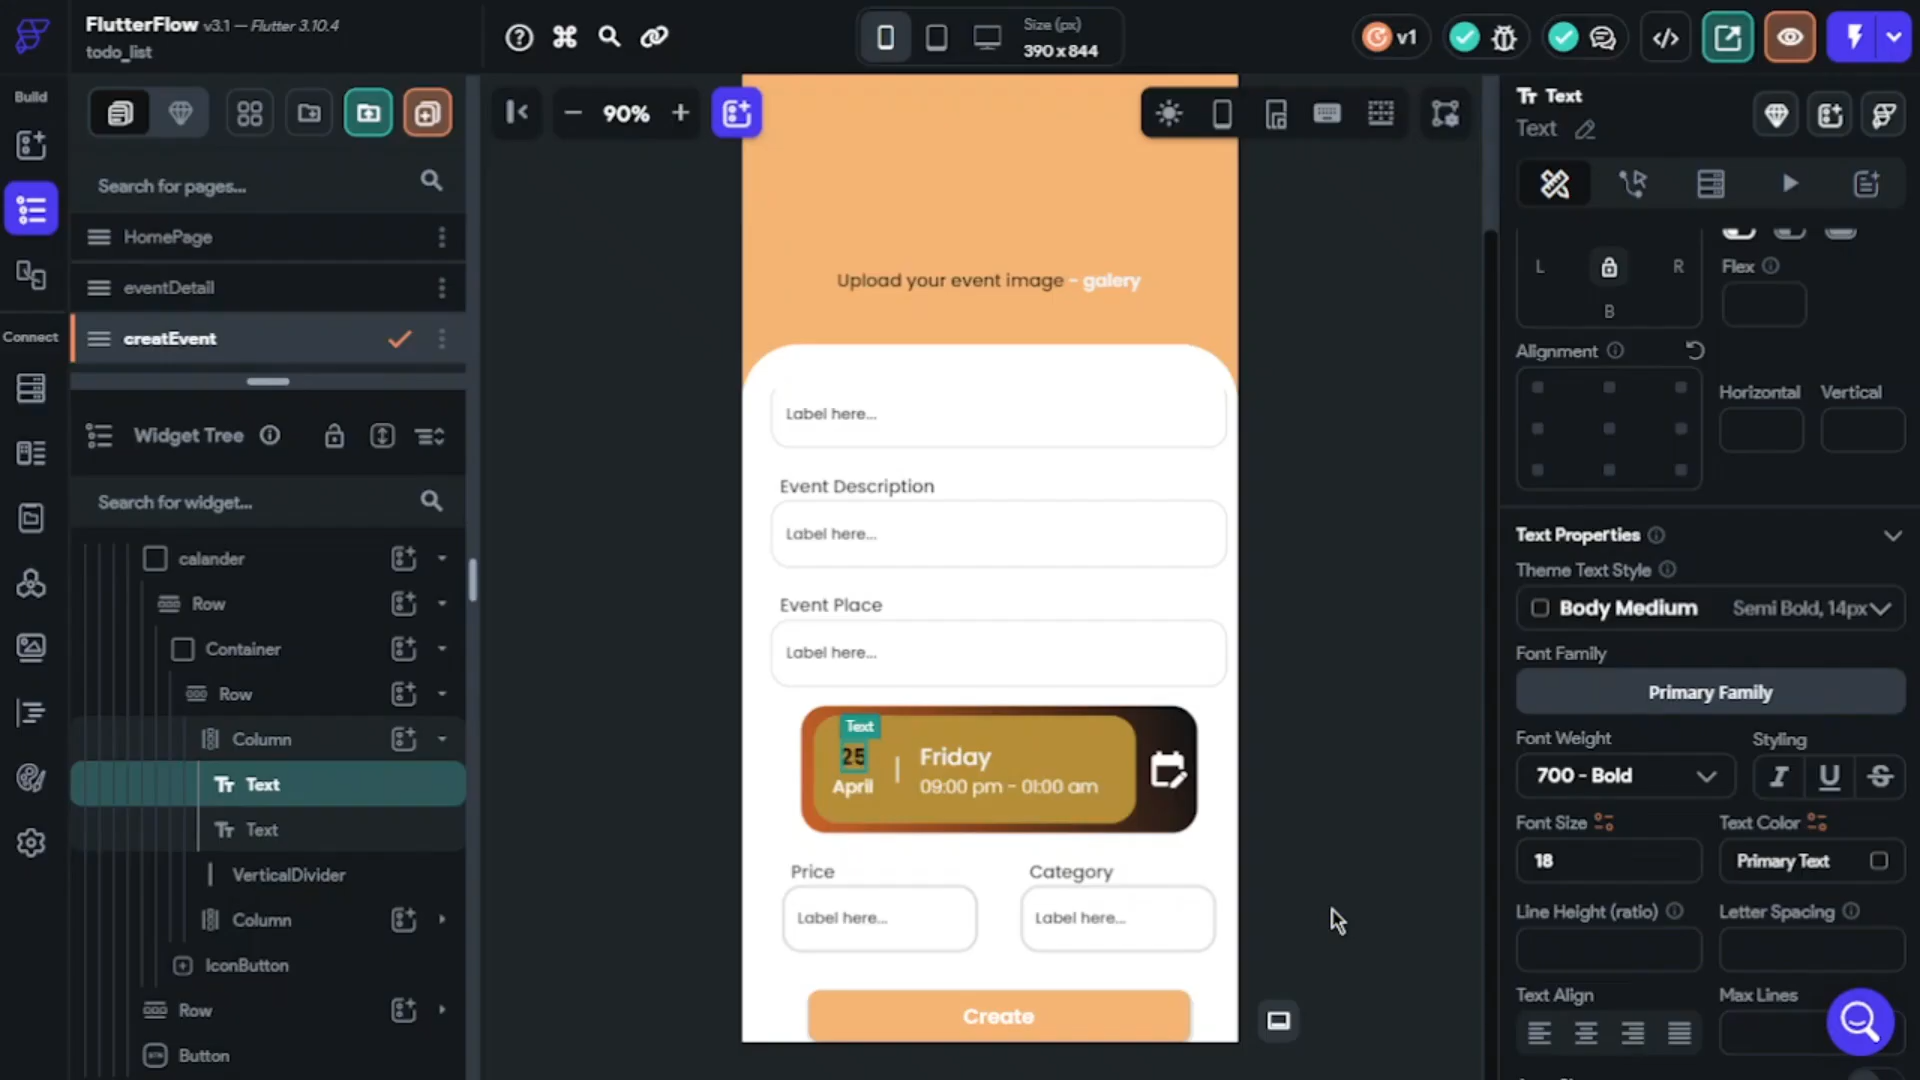 FlutterFlow v3.1 - Flutter 3.10.4
todo_list
Size (px)
390 x 844
v1
Build
Connect
Search for pages...
HomePage
eventDetail
creatEvent
Widget Tree
Search for widget...
calander
Row
Container
Row
Column
Text
Text
VerticalDivider
Column
IconButton
Row
Button
90%
Upload your event image - galery
Label here...
Event Description
Label here...
Event Place
Label here...
Text
25
April
Friday
09:00 pm - 01:00 am
Price
Category
Label here...
Label here...
Create
Text
Text
L
R
B
Flex
Alignment
Horizontal
Vertical
Text Properties
Theme Text Style
Body Medium
Semi Bold, 14px
Font Family
Primary Family
Font Weight
Styling
700 - Bold
I U S
Font Size
Text Color
18
Primary Text
Line Height (ratio)
Letter Spacing
Text Align
Max Lines